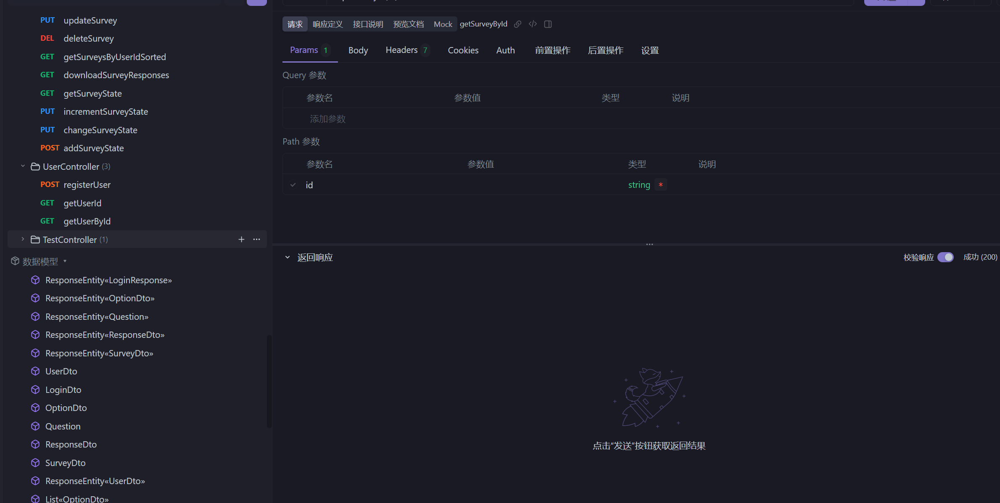 PUT updateSurvey
DEL deleteSurvey
GET getSurveysByUserIdSorted
GET downloadSurveyResponses
GET getSurveyState
PUT incrementSurveyState
PUT changeSurveyState
POST addSurveyState
UserController (3)
POST registerUser
GET getUserId
GET getUserById
TestController (1)
数据模型
ResponseEntity«LoginResponse»
ResponseEntity«OptionDto»
ResponseEntity«Question»
ResponseEntity«ResponseDto»
ResponseEntity«SurveyDto»
UserDto
LoginDto
OptionDto
Question
ResponseDto
SurveyDto
ResponseEntity«UserDto»
List«OptionDto»
请求 响应定义 接口说明 预览文档 Mock getSurveyById
Params 1 Body Headers 7 Cookies Auth 前置操作 后置操作 设置
Query 参数
参数名 参数值 类型 说明
添加参数
Path 参数
参数名 参数值 类型 说明
id string *
返回响应 校验响应 成功 (200)
点击“发送”按钮获取返回结果